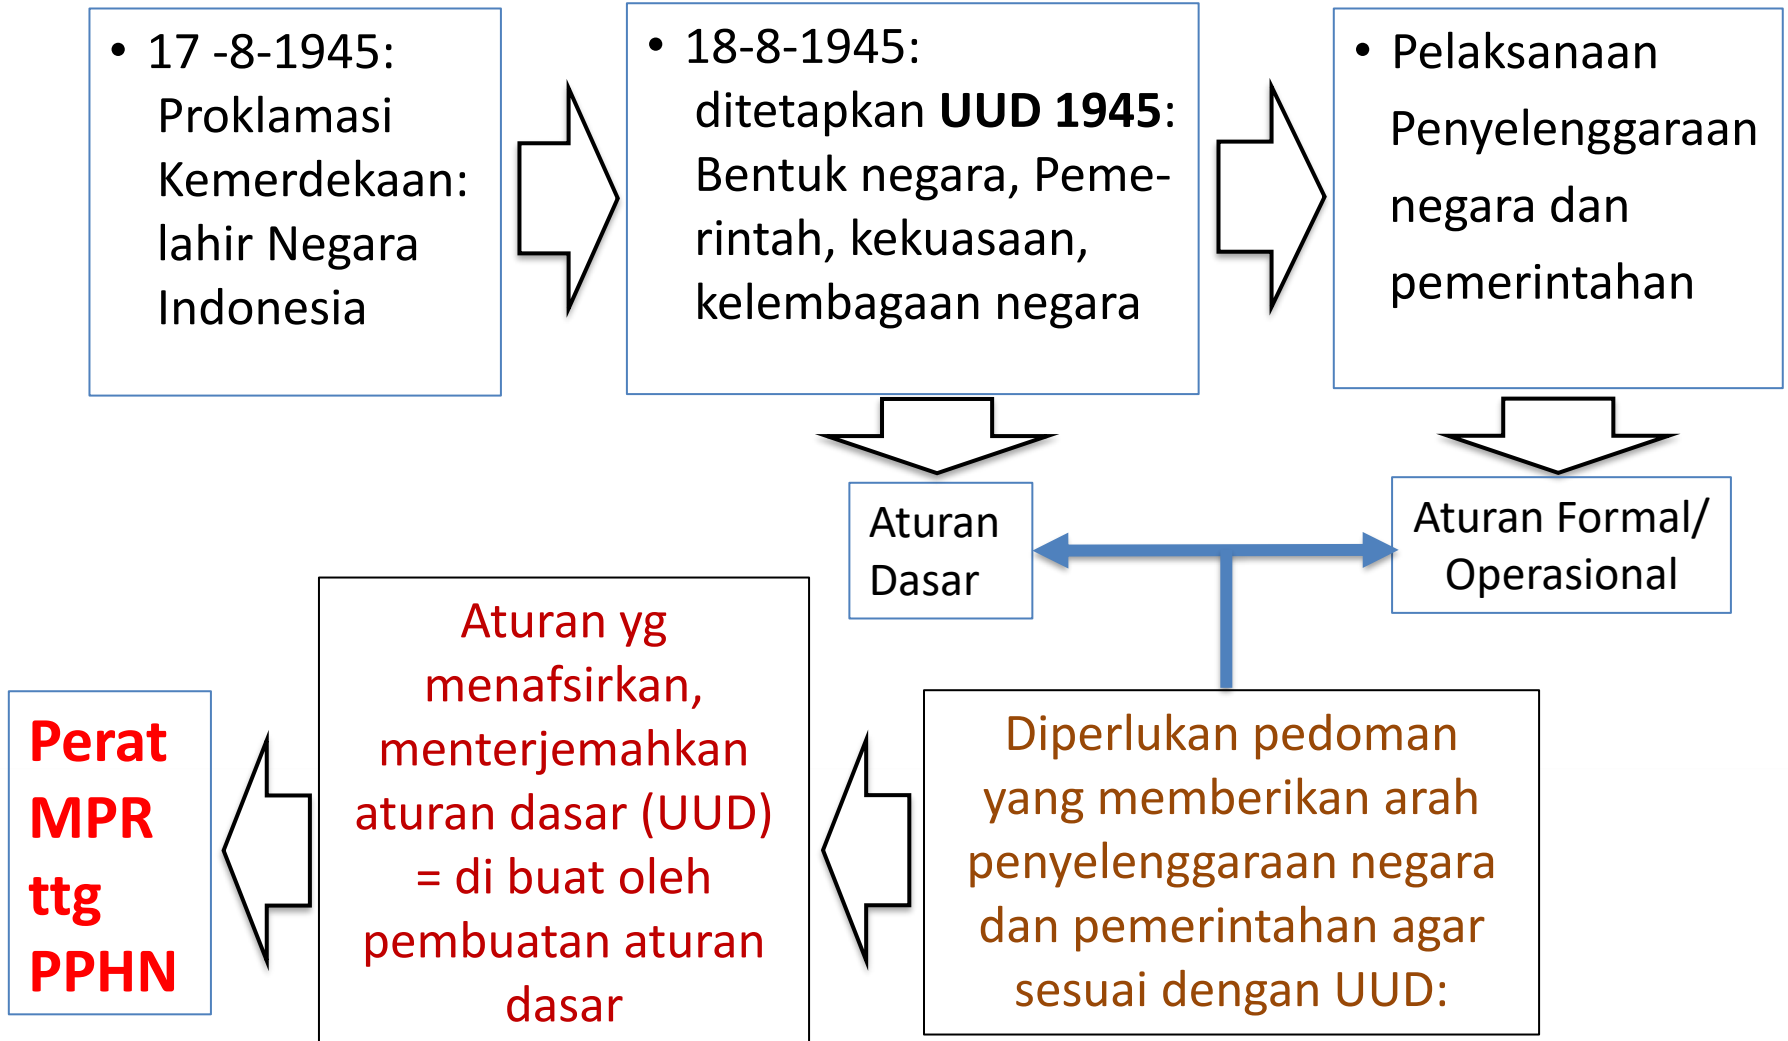 • 17 -8-1945:
Proklamasi
Kemerdekaan:
lahir Negara
Indonesia
• 18-8-1945:
ditetapkan UUD 1945:
Bentuk negara, Peme-
rintah, kekuasaan,
kelembagaan negara
• Pelaksanaan
Penyelenggaraan
negara dan
pemerintahan
Aturan
Dasar
Aturan Formal/
Operasional
Diperlukan pedoman
yang memberikan arah
penyelenggaraan negara
dan pemerintahan agar
sesuai dengan UUD:
Aturan yg
menafsirkan,
menterjemahkan
aturan dasar (UUD)
= di buat oleh
pembuatan aturan
dasar
Perat
MPR
ttg
PPHN